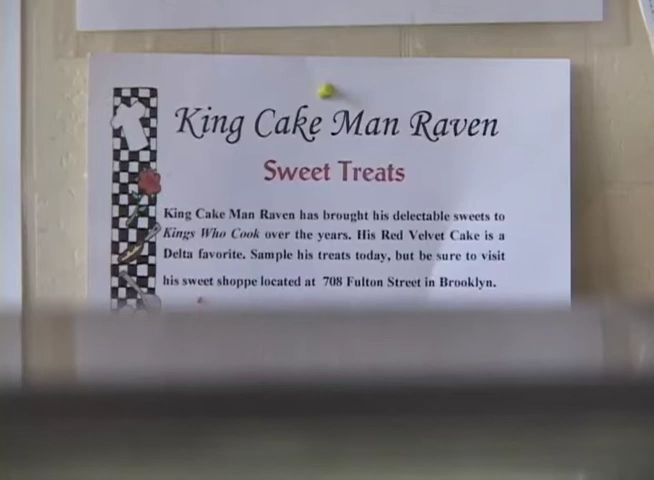 King Cake Man Raven
Sweet Treats
King Cake Man Raven has brought his delectable sweets to
Kings Who Cook over the years. His Red Velvet Cake is a
Delta favorite. Sample his treats today, but be sure to visit
his sweet shoppe located at 708 Fulton Street in Brooklyn.